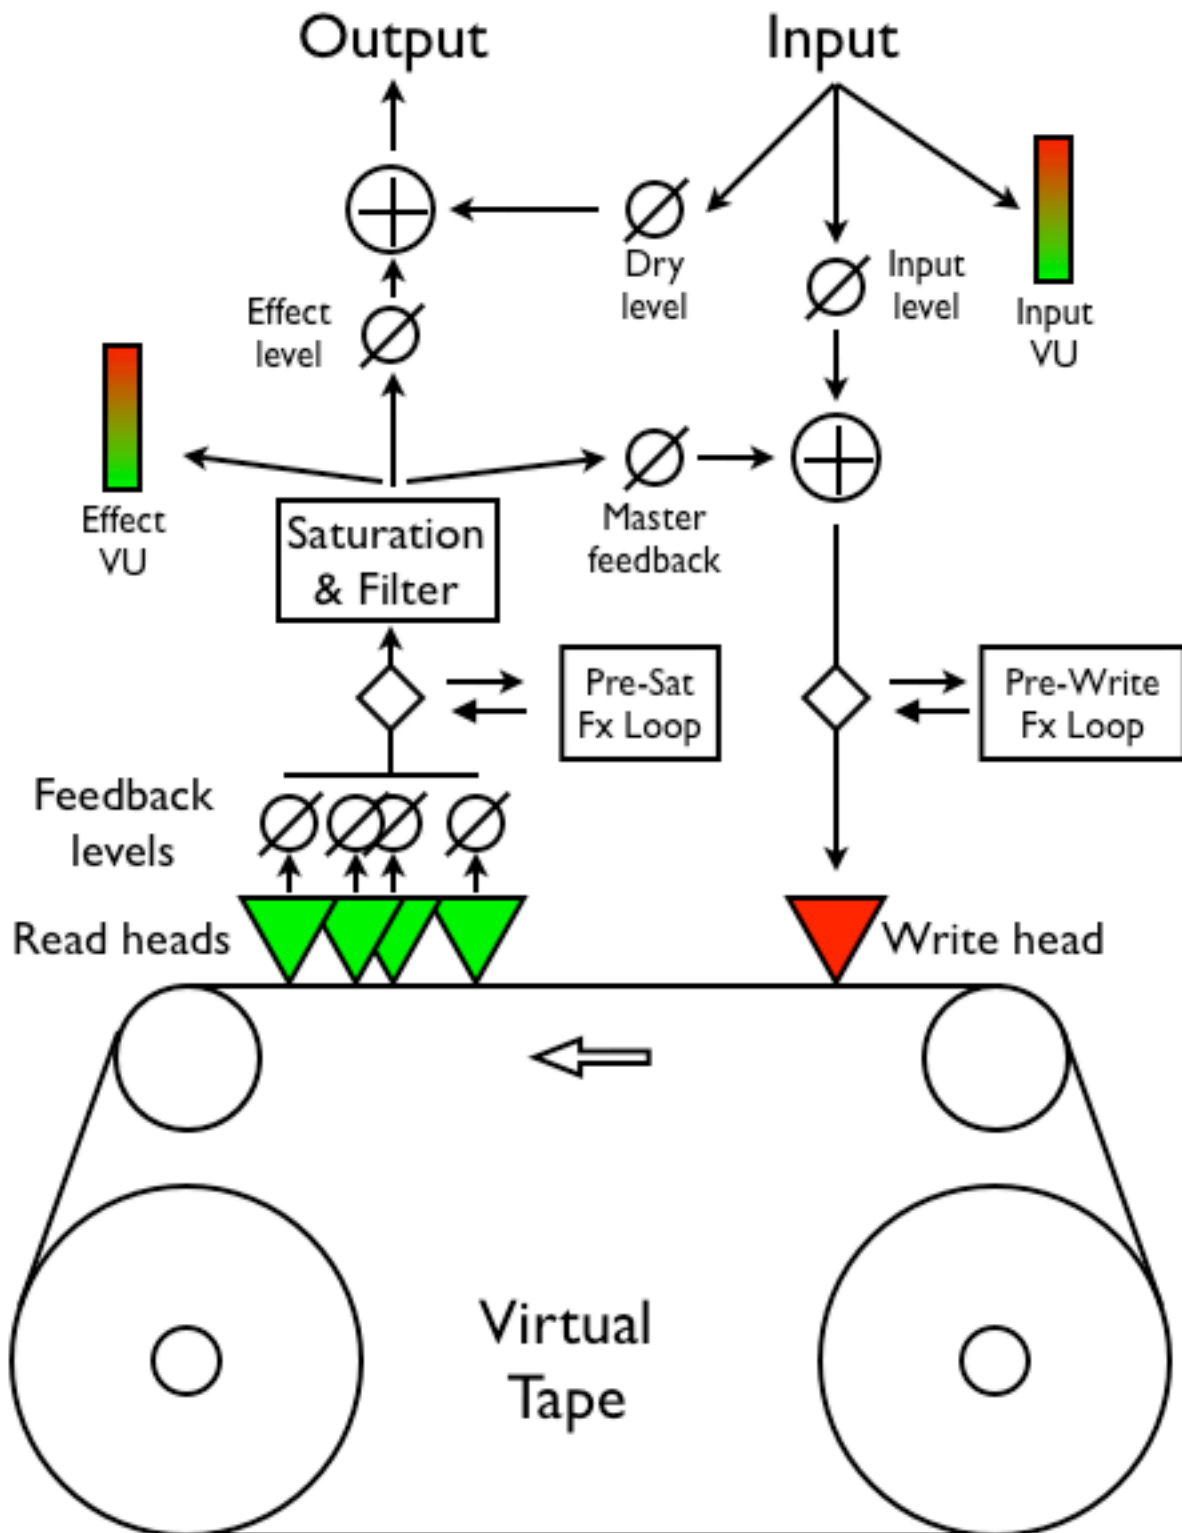 Output
Input
Dry
level
Input
level
Input
VU
Effect
level
Effect
VU
Saturation
& Filter
Master
feedback
Pre-Sat
Fx Loop
Pre-Write
Fx Loop
Feedback
levels
Read heads
Write head
Virtual
Tape